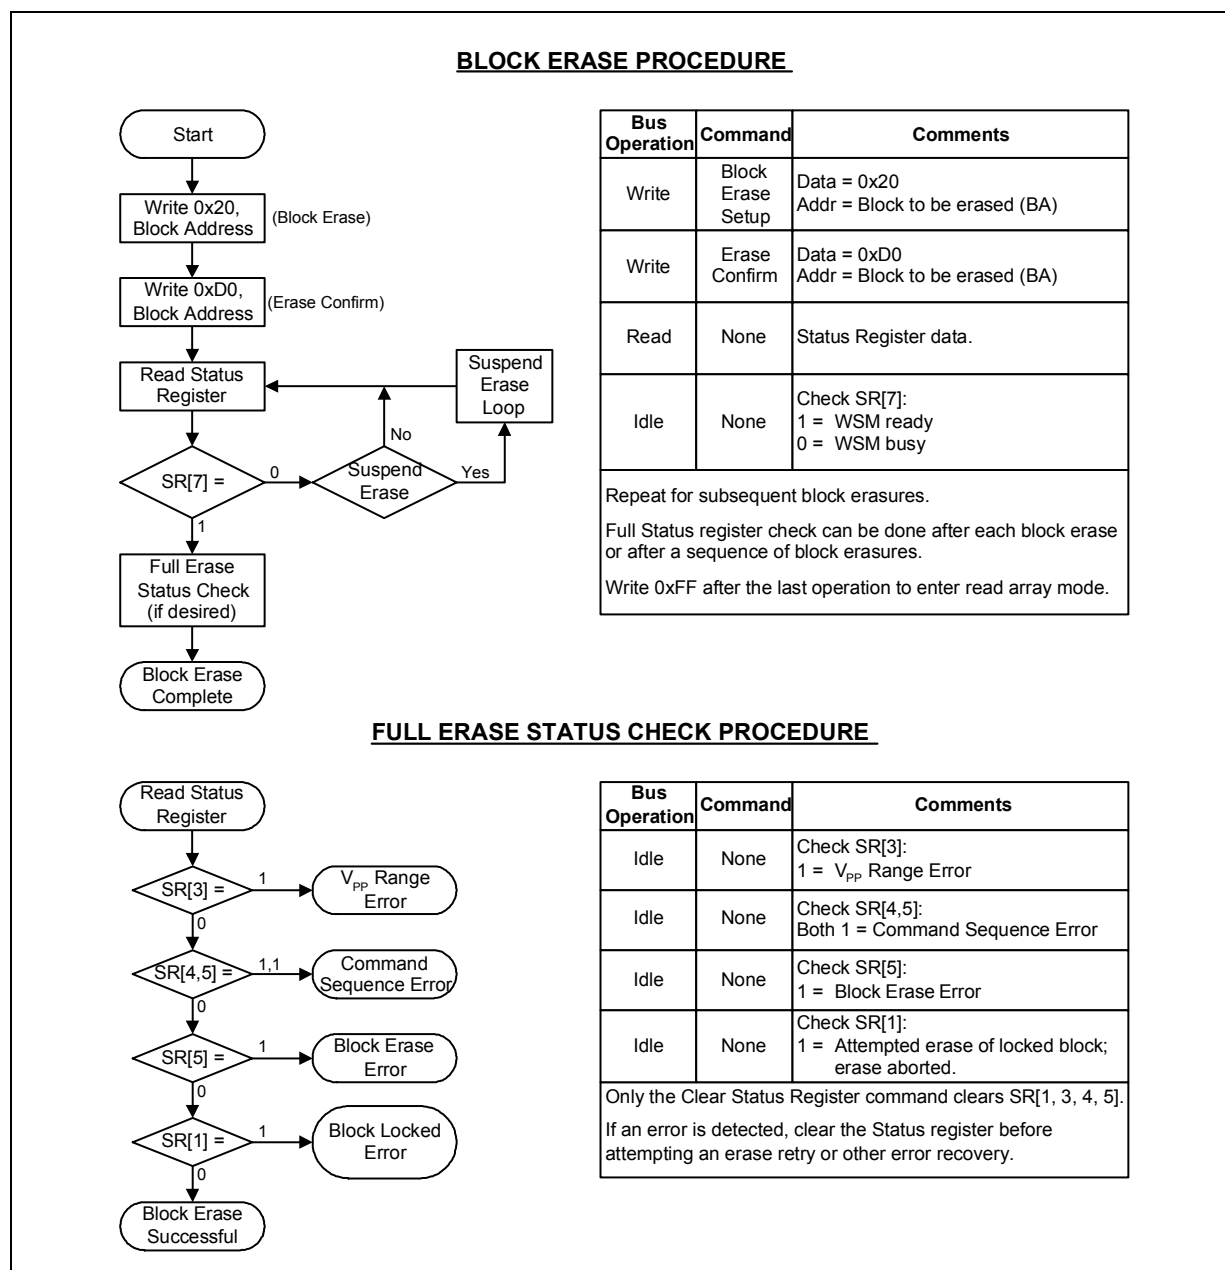 BLOCK ERASE PROCEDURE
Start
Write 0x20,
Block Address
(Block Erase)
Write 0xD0,
Block Address
(Erase Confirm)
Read Status
Register
Suspend
Erase
Loop
No
SR[7] =
0
Suspend
Erase
Yes
1
Full Erase
Status Check
(if desired)
Block Erase
Complete
Bus
Operation
Command
Comments
Write
Block
Erase
Setup
Data = 0x20
Addr = Block to be erased (BA)
Write
Erase
Confirm
Data = 0xD0
Addr = Block to be erased (BA)
Read
None
Status Register data.
Idle
None
Check SR[7]:
1 = WSM ready
0 = WSM busy
Repeat for subsequent block erasures.
Full Status register check can be done after each block erase
or after a sequence of block erasures.
Write 0xFF after the last operation to enter read array mode.
FULL ERASE STATUS CHECK PROCEDURE
Read Status
Register
SR[3] =
1
VPP Range
Error
0
SR[4,5] =
1,1
Command
Sequence Error
0
SR[5] =
1
Block Erase
Error
0
SR[1] =
1
Block Locked
Error
0
Block Erase
Successful
Bus
Operation
Command
Comments
Idle
None
Check SR[3]:
1 = VPP Range Error
Idle
None
Check SR[4,5]:
Both 1 = Command Sequence Error
Idle
None
Check SR[5]:
1 = Block Erase Error
Idle
None
Check SR[1]:
1 = Attempted erase of locked block;
erase aborted.
Only the Clear Status Register command clears SR[1, 3, 4, 5].
If an error is detected, clear the Status register before
attempting an erase retry or other error recovery.